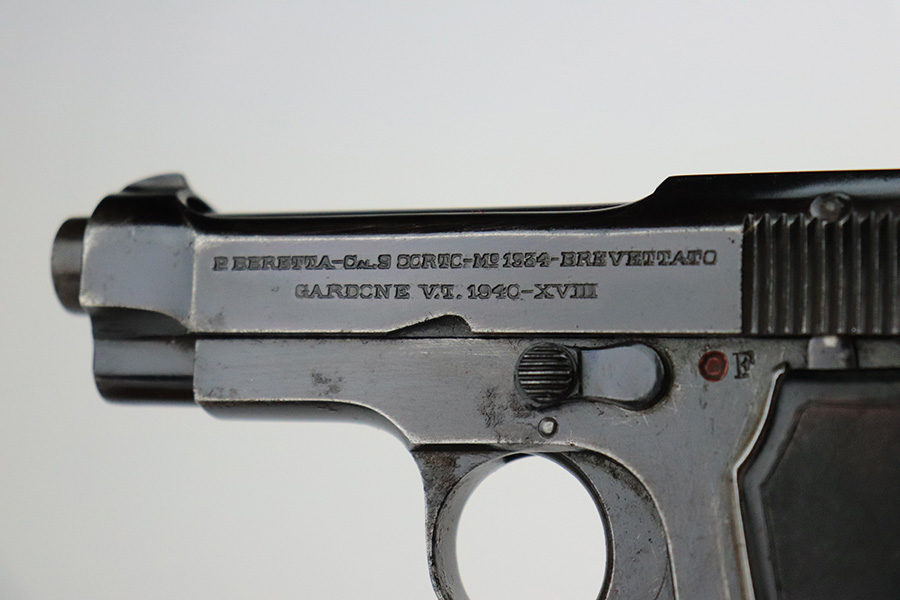 P BERETTA-CAL.9 CORTO-Mº 1934-BREVETTATO
GARDONE V.T. 1940-XVIII
F